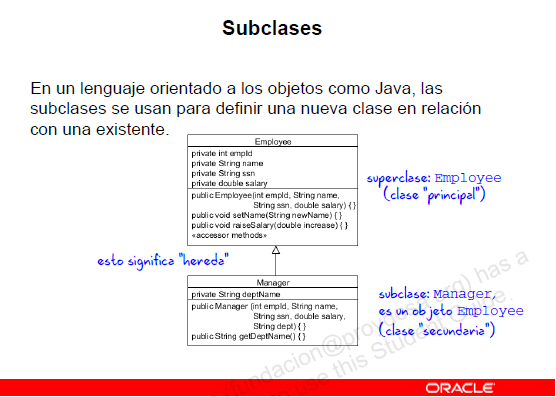 Subclases
En un lenguaje orientado a los objetos como Java, las
subclases se usan para definir una nueva clase en relación
con una existente.
Employee
private int empId
private String name
private String ssn
private double salary
public Employee(int empId, String name,
String ssn, double salary) { }
public void setName(String newName) { }
public void raiseSalary(double increase) { }
«accessor methods»
superclase: Employee
(clase "principal")
esto significa "hereda"
Manager
private String deptName
public Manager (int empId, String name,
String ssn, double salary,
String dept) { }
public String getDeptName() { }
subclase: Manager,
es un objeto Employee
(clase "secundaria")
has a
use this Student
ORACLE